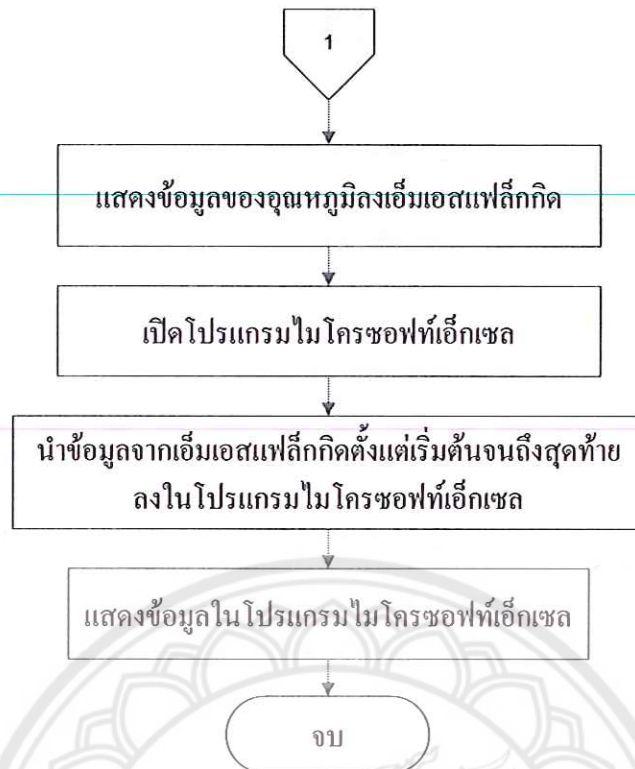 1
แสดงข้อมูลของอุณหภูมิลงเอ็มเอสแฟล็กกิด
เปิดโปรแกรมไมโครซอฟท์เอ็กเซล
นำข้อมูลจากเอ็มเอสแฟล็กกิดตั้งแต่เริ่มต้นจนถึงสุดท้าย
ลงในโปรแกรมไมโครซอฟท์เอ็กเซล
แสดงข้อมูลในโปรแกรมไมโครซอฟท์เอ็กเซล
จบ